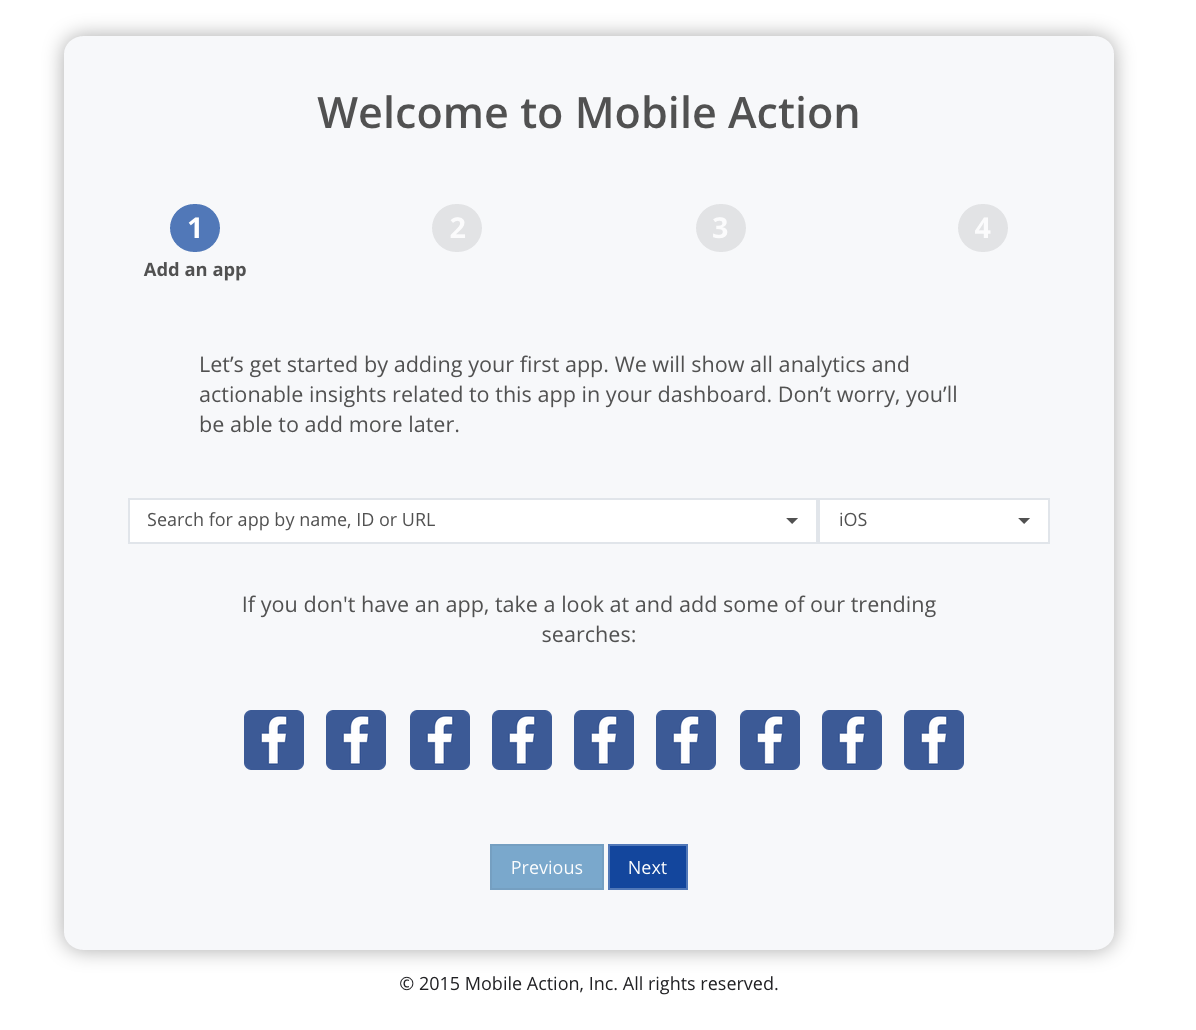 Welcome to Mobile Action
1
2
3
4
Add an app
Let’s get started by adding your first app. We will show all analytics and
actionable insights related to this app in your dashboard. Don’t worry, you’ll
be able to add more later.
Search for app by name, ID or URL
iOS
If you don't have an app, take a look at and add some of our trending
searches:
f f f f f f f f f
Previous
Next
© 2015 Mobile Action, Inc. All rights reserved.